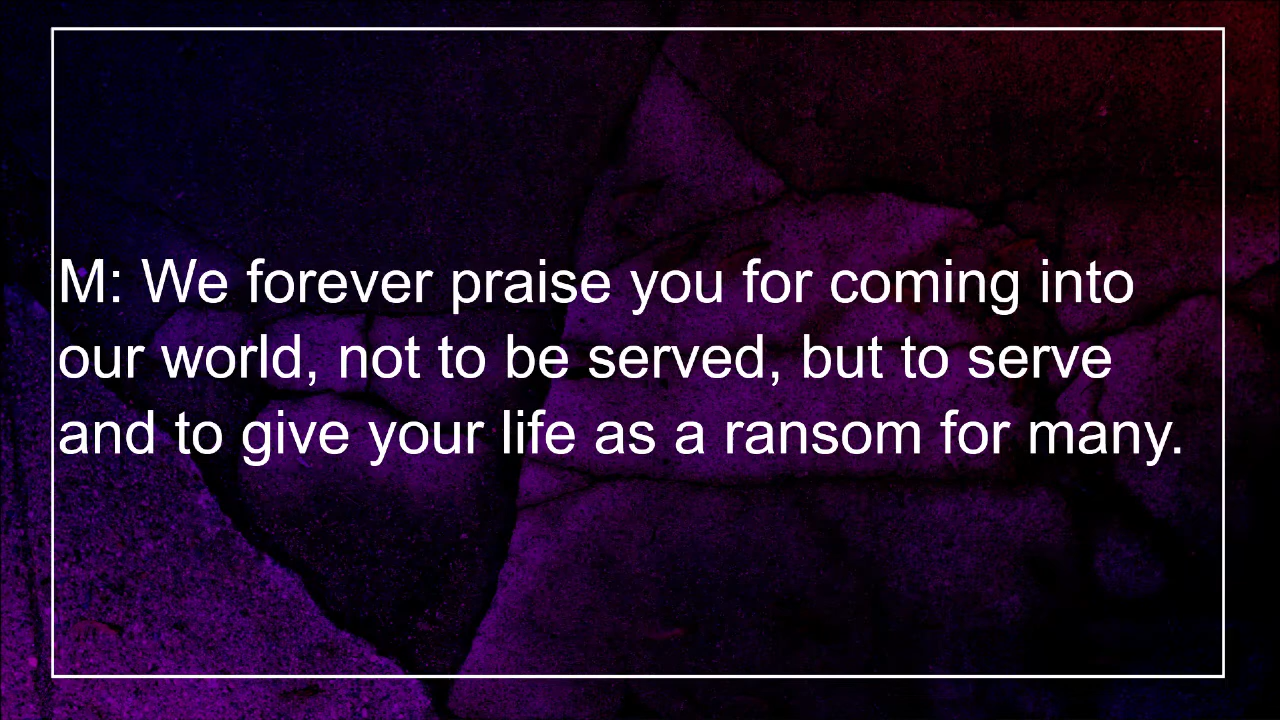 M: We forever praise you for coming into
our world, not to be served, but to serve
and to give your life as a ransom for many.